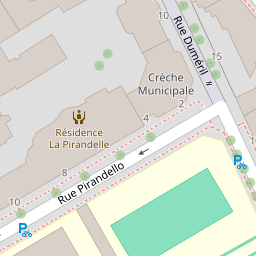 10
Rue Duméril
15
Crèche
Municipale
2
4
Résidence
La Pirandelle
8
Rue Pirandello
10
P
P